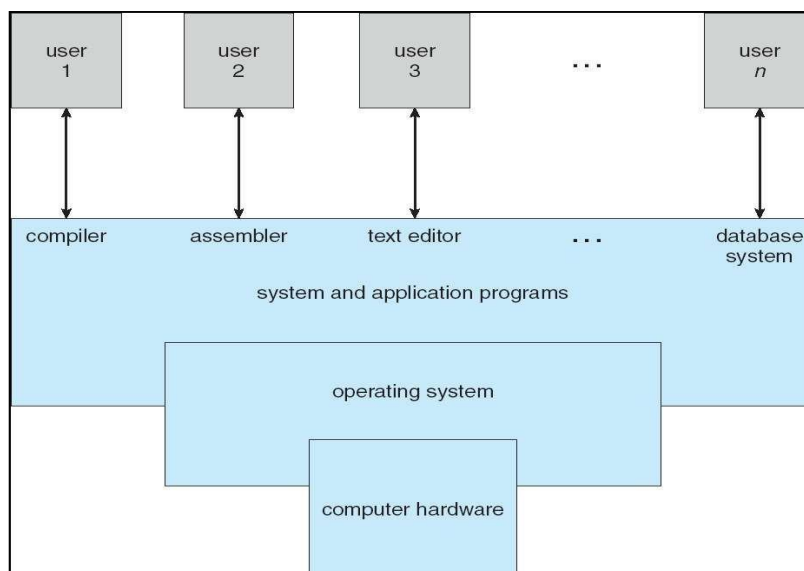 user
1
user
2
user
3
...
user
n
compiler
assembler
text editor
...
database
system
system and application programs
operating system
computer hardware